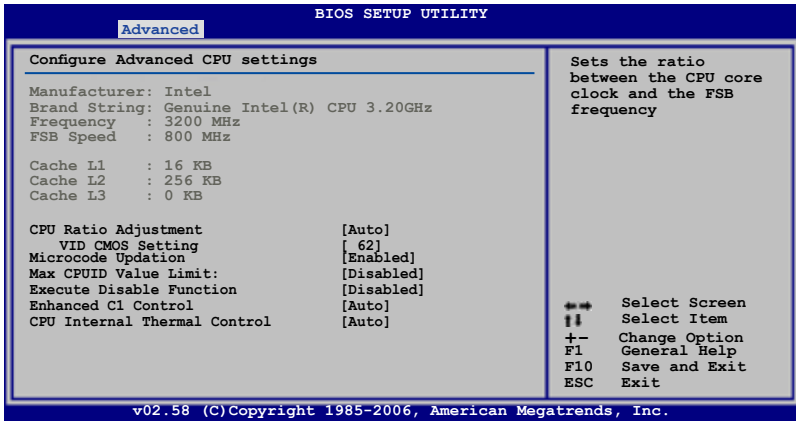 BIOS SETUP UTILITY
Advanced
Configure Advanced CPU settings
Manufacturer: Intel
Brand String: Genuine Intel(R) CPU 3.20GHz
Frequency : 3200 MHz
FSB Speed : 800 MHz
Cache L1 : 16 KB
Cache L2 : 256 KB
Cache L3 : 0 KB
CPU Ratio Adjustment [Auto]
VID CMOS Setting [ 62]
Microcode Updation [Enabled]
Max CPUID Value Limit: [Disabled]
Execute Disable Function [Disabled]
Enhanced C1 Control [Auto]
CPU Internal Thermal Control [Auto]
Sets the ratio
between the CPU core
clock and the FSB
frequency
←→ Select Screen
↑↓ Select Item
+- Change Option
F1 General Help
F10 Save and Exit
ESC Exit
v02.58 (C)Copyright 1985-2006, American Megatrends, Inc.